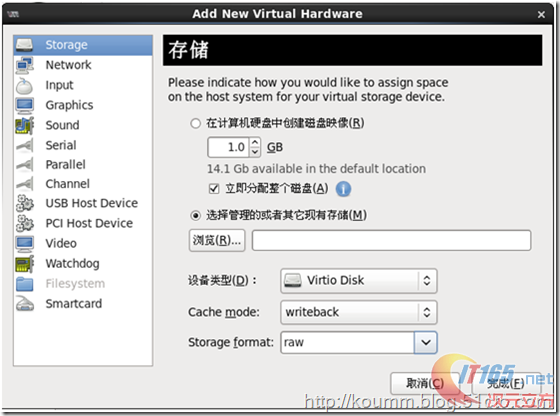 Add New Virtual Hardware
Storage
Network
Input
Graphics
Sound
Serial
Parallel
Channel
USB Host Device
PCI Host Device
Video
Watchdog
Filesystem
Smartcard
存储
Please indicate how you would like to assign space
on the host system for your virtual storage device.
在计算机硬盘中创建磁盘映像(R)
1.0 GB
14.1 Gb available in the default location
立即分配整个磁盘(A)
选择管理的或者其它现有存储(M)
浏览(R)...
设备类型(D)： Virtio Disk
Cache mode: writeback
Storage format: raw
取消(C) 完成(F)
IT165.net
http://koumm.blog.51cto.com